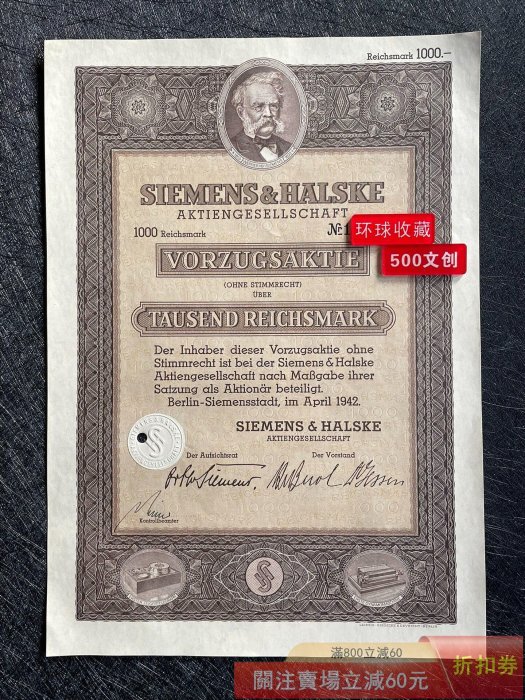 Reichsmark 1000.–
SIEMENS & HALSKE
AKTIENGESELLSCHAFT
1000 Reichsmark
№ 1
环球收藏
500文创
VORZUGSAKTIE
(OHNE STIMMRECHT)
ÜBER
TAUSEND REICHSMARK
Der Inhaber dieser Vorzugsaktie ohne
Stimmrecht ist bei der Siemens & Halske
Aktiengesellschaft nach Maßgabe ihrer
Satzung als Aktionär beteiligt.
Berlin-Siemensstadt, im April 1942.
SIEMENS & HALSKE
AKTIENGESELLSCHAFT
Der Aufsichtsrat
Der Vorstand
Kontrollbeamter
滿800立減60
關注賣場立減60元
折扣券